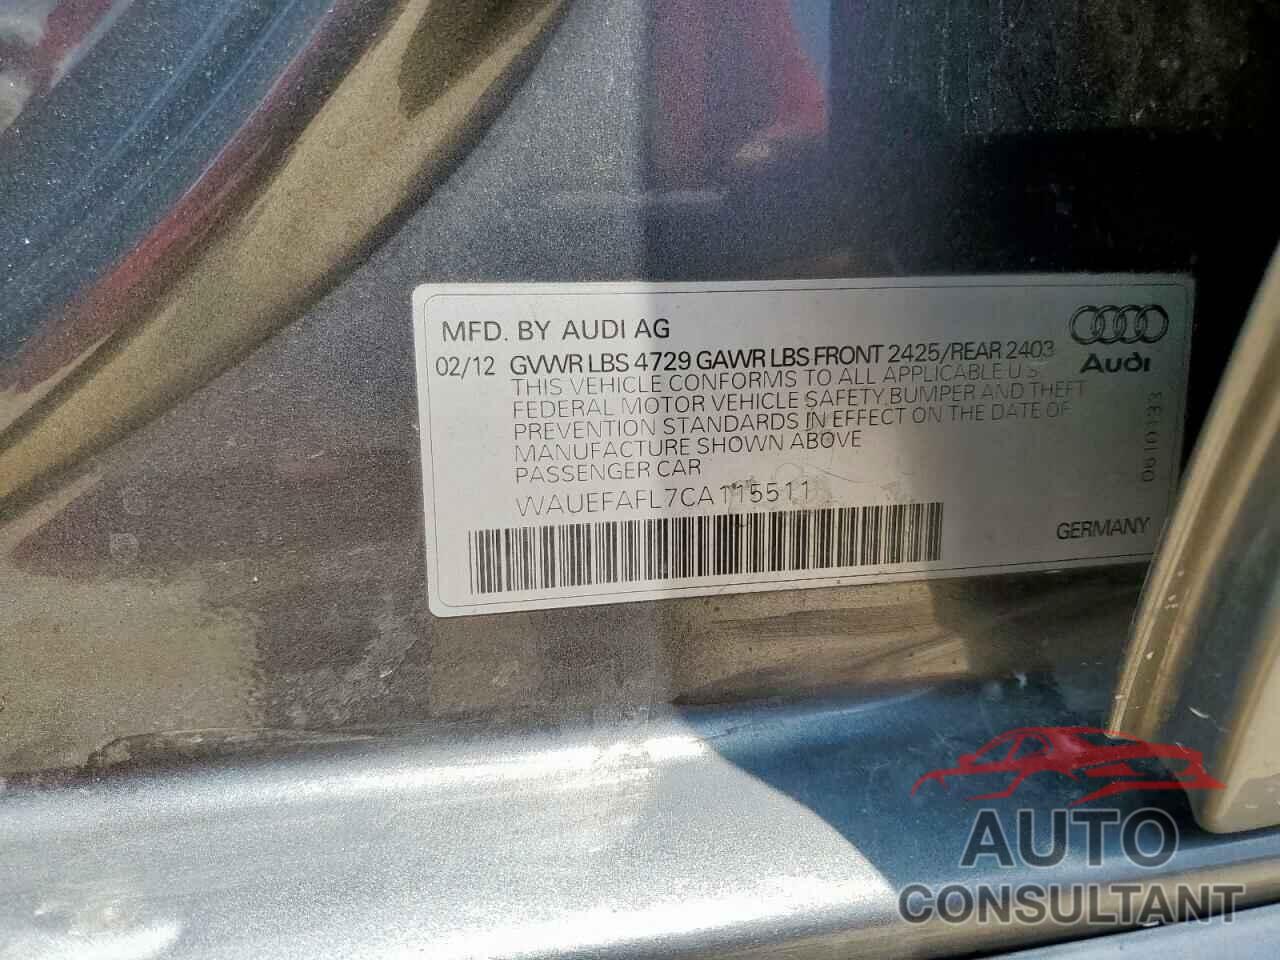 MFD. BY AUDI AG
02/12 GVWR LBS 4729 GAWR LBS FRONT 2425/REAR 2403
Audi
THIS VEHICLE CONFORMS TO ALL APPLICABLE U.S.
FEDERAL MOTOR VEHICLE SAFETY, BUMPER AND THEFT
PREVENTION STANDARDS IN EFFECT ON THE DATE OF
MANUFACTURE SHOWN ABOVE
PASSENGER CAR
WAUEFAFL7CA115511
0610133
GERMANY
AUTO
CONSULTANT